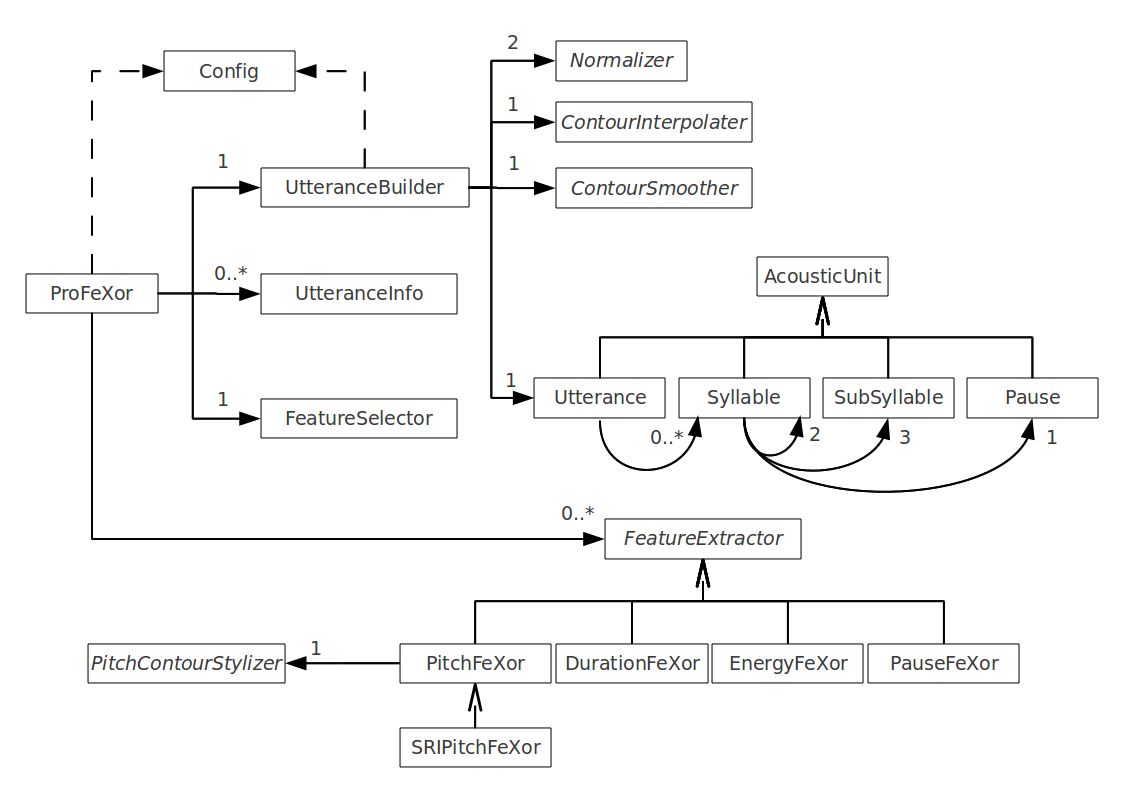 2
Normalizer
Config
1
ContourInterpolater
1
1
UtteranceBuilder
ContourSmoother
0..*
AcousticUnit
ProFeXor
UtteranceInfo
1
1
Utterance
Syllable
SubSyllable
Pause
FeatureSelector
0..*
2
3
1
0..*
FeatureExtractor
1
PitchContourStylizer
PitchFeXor
DurationFeXor
EnergyFeXor
PauseFeXor
SRIPitchFeXor